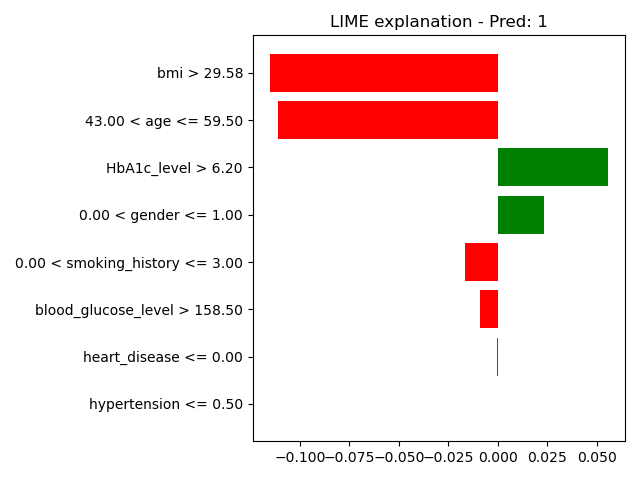 LIME explanation - Pred: 1
bmi > 29.58
43.00 < age <= 59.50
HbA1c_level > 6.20
0.00 < gender <= 1.00
0.00 < smoking_history <= 3.00
blood_glucose_level > 158.50
heart_disease <= 0.00
hypertension <= 0.50
−0.100 −0.075 −0.050 −0.025 0.000 0.025 0.050